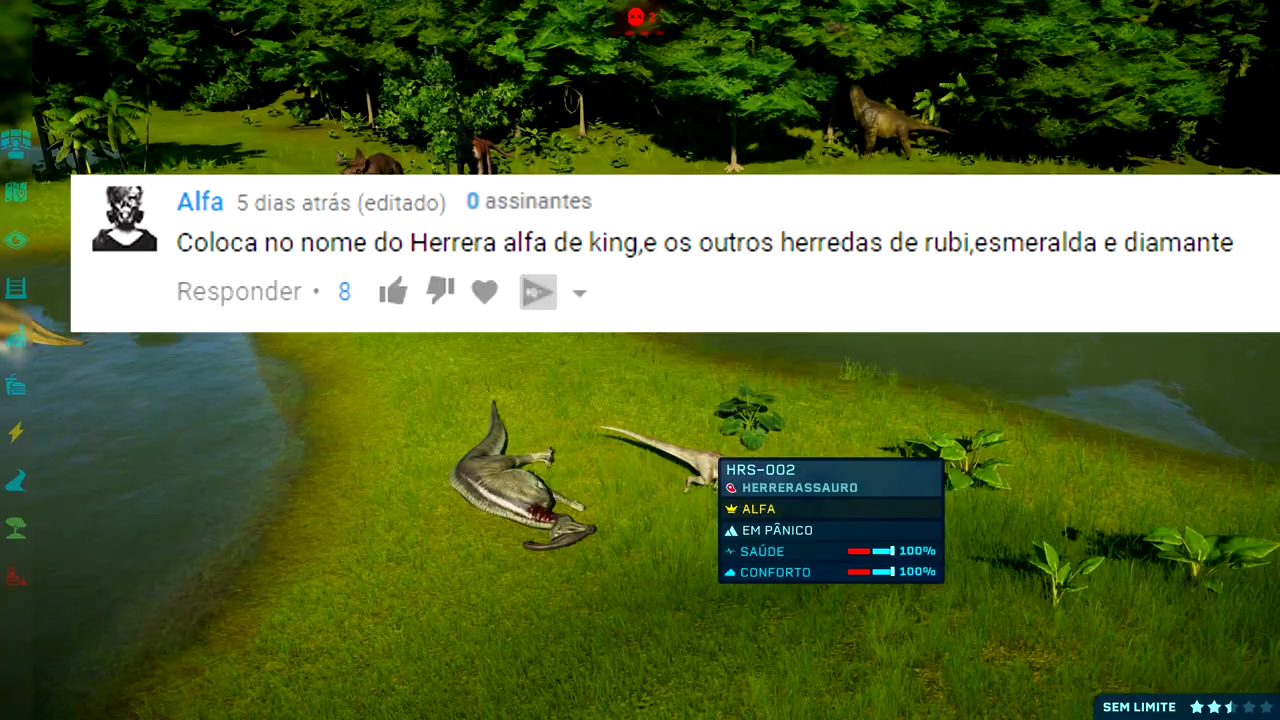 2
Alfa 5 dias atrás (editado) 0 assinantes
Coloca no nome do Herrera alfa de king,e os outros herredas de rubi,esmeralda e diamante
Responder • 8
HRS-002
HERRERASSAURO
ALFA
EM PÂNICO
SAÚDE 100%
CONFORTO 100%
SEM LIMITE